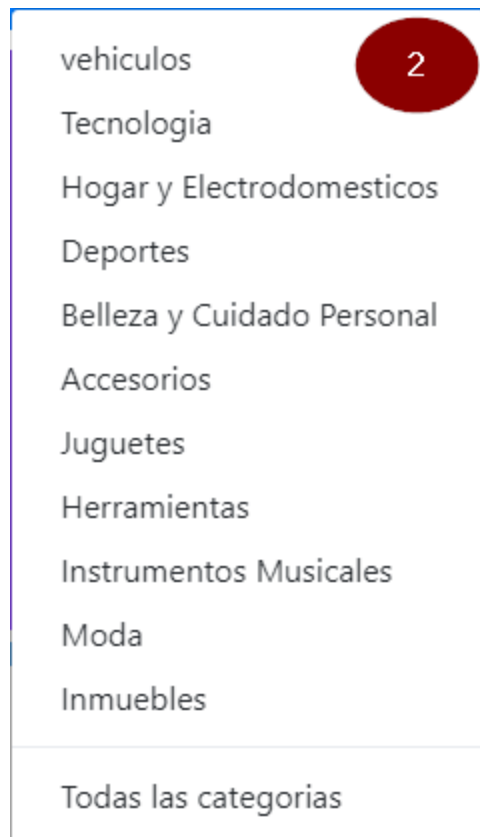 vehiculos
2
Tecnologia
Hogar y Electrodomesticos
Deportes
Belleza y Cuidado Personal
Accesorios
Juguetes
Herramientas
Instrumentos Musicales
Moda
Inmuebles
Todas las categorias